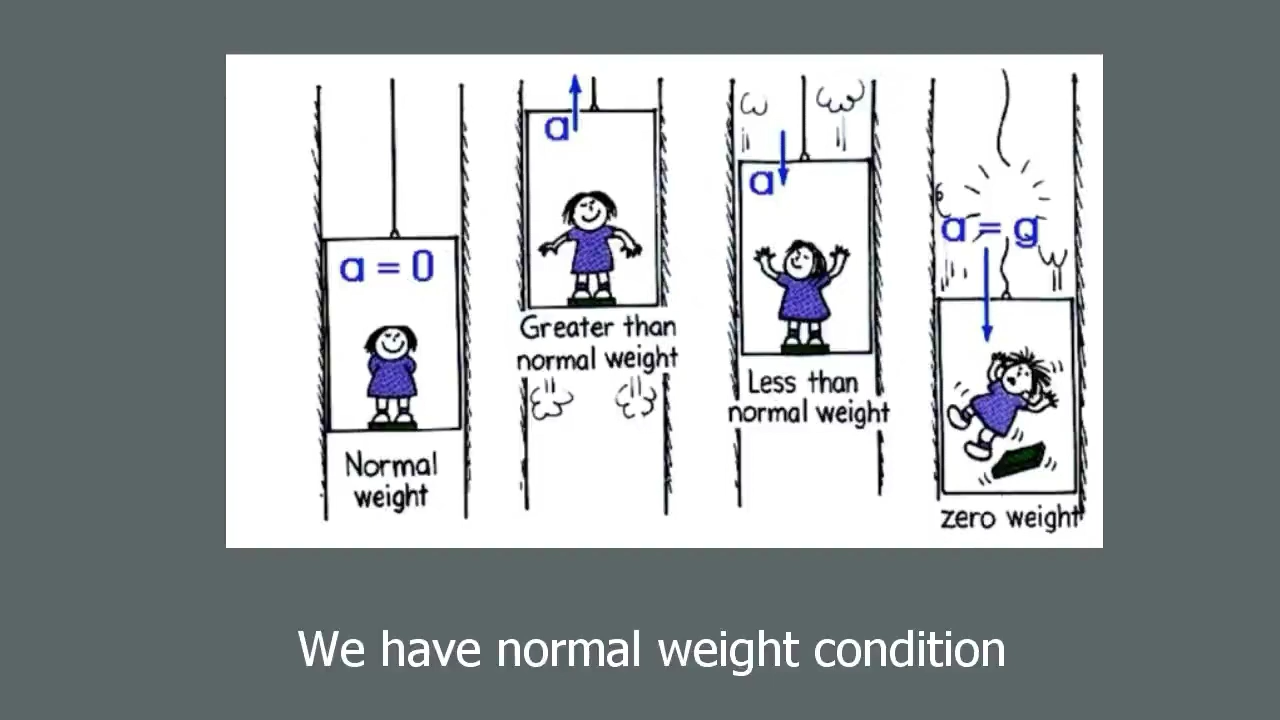 a = 0
Normal
weight
a
Greater than
normal weight
a
Less than
normal weight
a = g
zero weight
We have normal weight condition